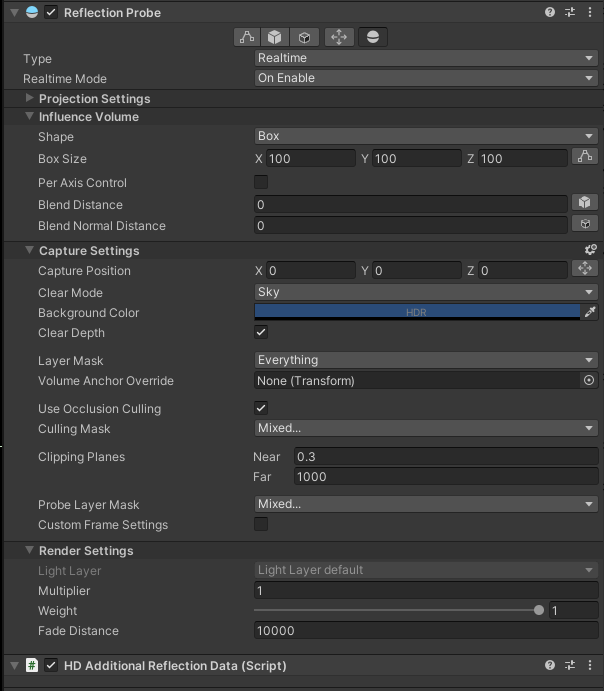 Reflection Probe
Type Realtime
Realtime Mode On Enable
Projection Settings
Influence Volume
Shape Box
Box Size X 100 Y 100 Z 100
Per Axis Control
Blend Distance 0
Blend Normal Distance 0
Capture Settings
Capture Position X 0 Y 0 Z 0
Clear Mode Sky
Background Color HDR
Clear Depth
Layer Mask Everything
Volume Anchor Override None (Transform)
Use Occlusion Culling
Culling Mask Mixed...
Clipping Planes Near 0.3
Far 1000
Probe Layer Mask Mixed...
Custom Frame Settings
Render Settings
Light Layer Light Layer default
Multiplier 1
Weight 1
Fade Distance 10000
# HD Additional Reflection Data (Script)